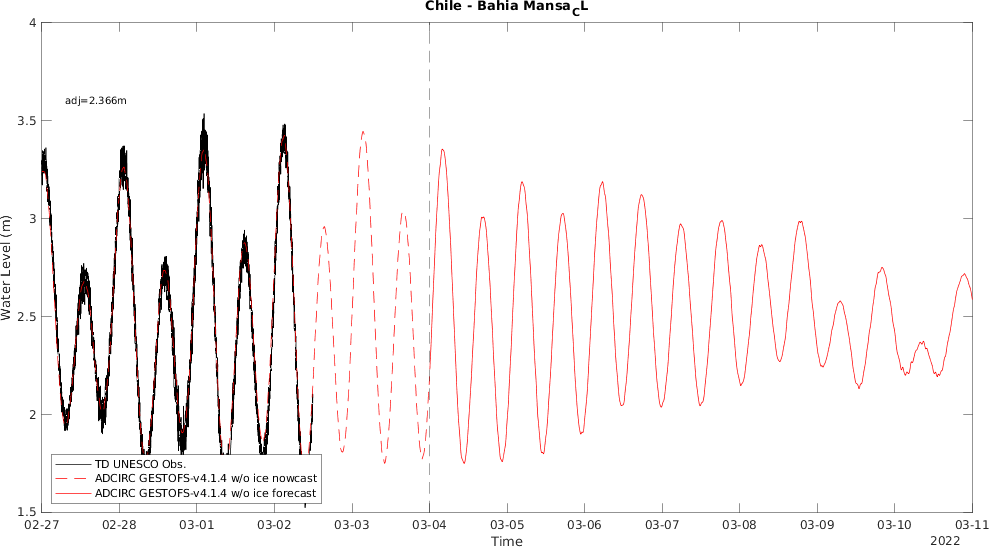 Chile - Bahia Mansa_CL
4
adj=2.366m
3.5
3
Water Level (m)
2.5
2
TD UNESCO Obs.
ADCIRC GESTOFS-v4.1.4 w/o ice nowcast
ADCIRC GESTOFS-v4.1.4 w/o ice forecast
1.5
02-27 02-28 03-01 03-02 03-03 03-04 03-05 03-06 03-07 03-08 03-09 03-10 03-11
Time
2022